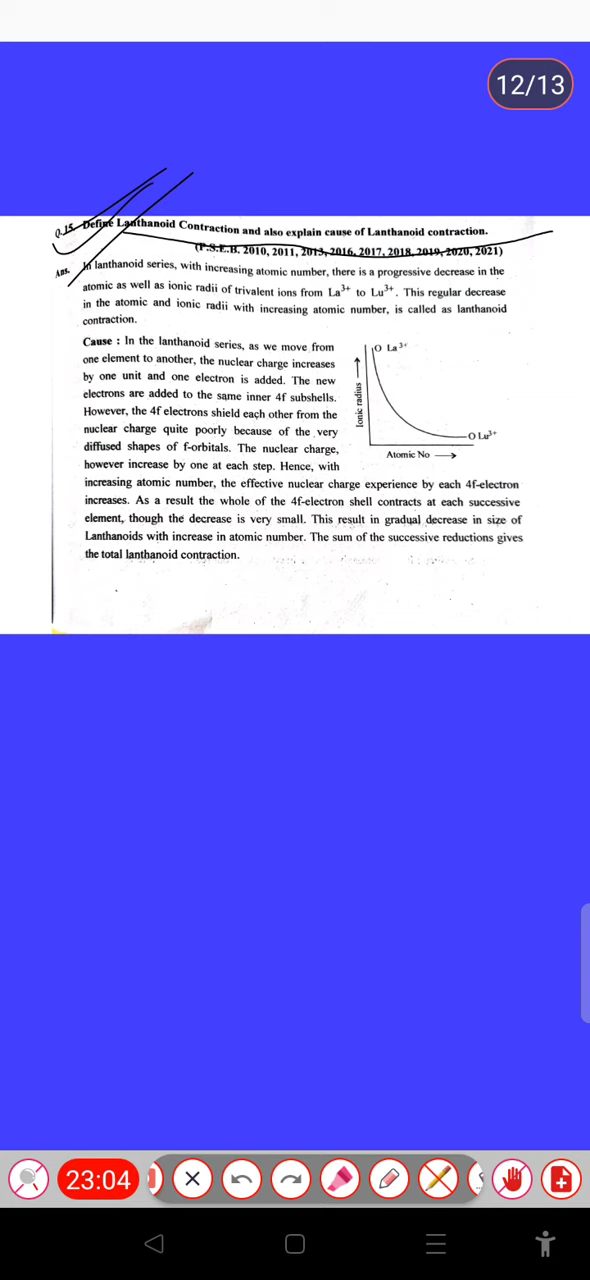 12/13
Q.15. Define Lanthanoid Contraction and also explain cause of Lanthanoid contraction.
(P.S.E.B. 2010, 2011, 2013, 2016, 2017, 2018, 2019, 2020, 2021)
Ans. In lanthanoid series, with increasing atomic number, there is a progressive decrease in the
atomic as well as ionic radii of trivalent ions from La³⁺ to Lu³⁺. This regular decrease
in the atomic and ionic radii with increasing atomic number, is called as lanthanoid
contraction.
Cause : In the lanthanoid series, as we move from
one element to another, the nuclear charge increases
by one unit and one electron is added. The new
electrons are added to the same inner 4f subshells.
However, the 4f electrons shield each other from the
nuclear charge quite poorly because of the very
diffused shapes of f-orbitals. The nuclear charge,
however increase by one at each step. Hence, with
increasing atomic number, the effective nuclear charge experience by each 4f-electron
increases. As a result the whole of the 4f-electron shell contracts at each successive
element, though the decrease is very small. This result in gradual decrease in size of
Lanthanoids with increase in atomic number. The sum of the successive reductions gives
the total lanthanoid contraction.
O La³⁺
Ionic radius
O Lu³⁺
Atomic No
23:04